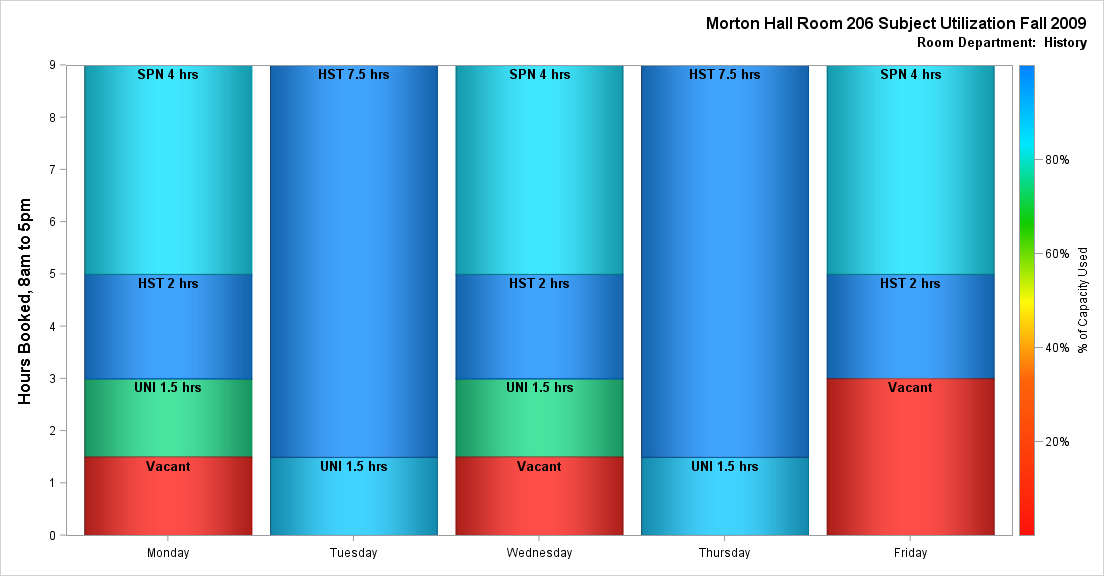 Morton Hall Room 206 Subject Utilization Fall 2009
Room Department:  History
Hours Booked, 8am to 5pm
9
8
7
6
5
4
3
2
1
0
SPN 4 hrs
HST 2 hrs
UNI 1.5 hrs
Vacant
HST 7.5 hrs
UNI 1.5 hrs
SPN 4 hrs
HST 2 hrs
UNI 1.5 hrs
Vacant
HST 7.5 hrs
UNI 1.5 hrs
SPN 4 hrs
HST 2 hrs
Vacant
Monday
Tuesday
Wednesday
Thursday
Friday
80%
60%
40%
20%
% of Capacity Used